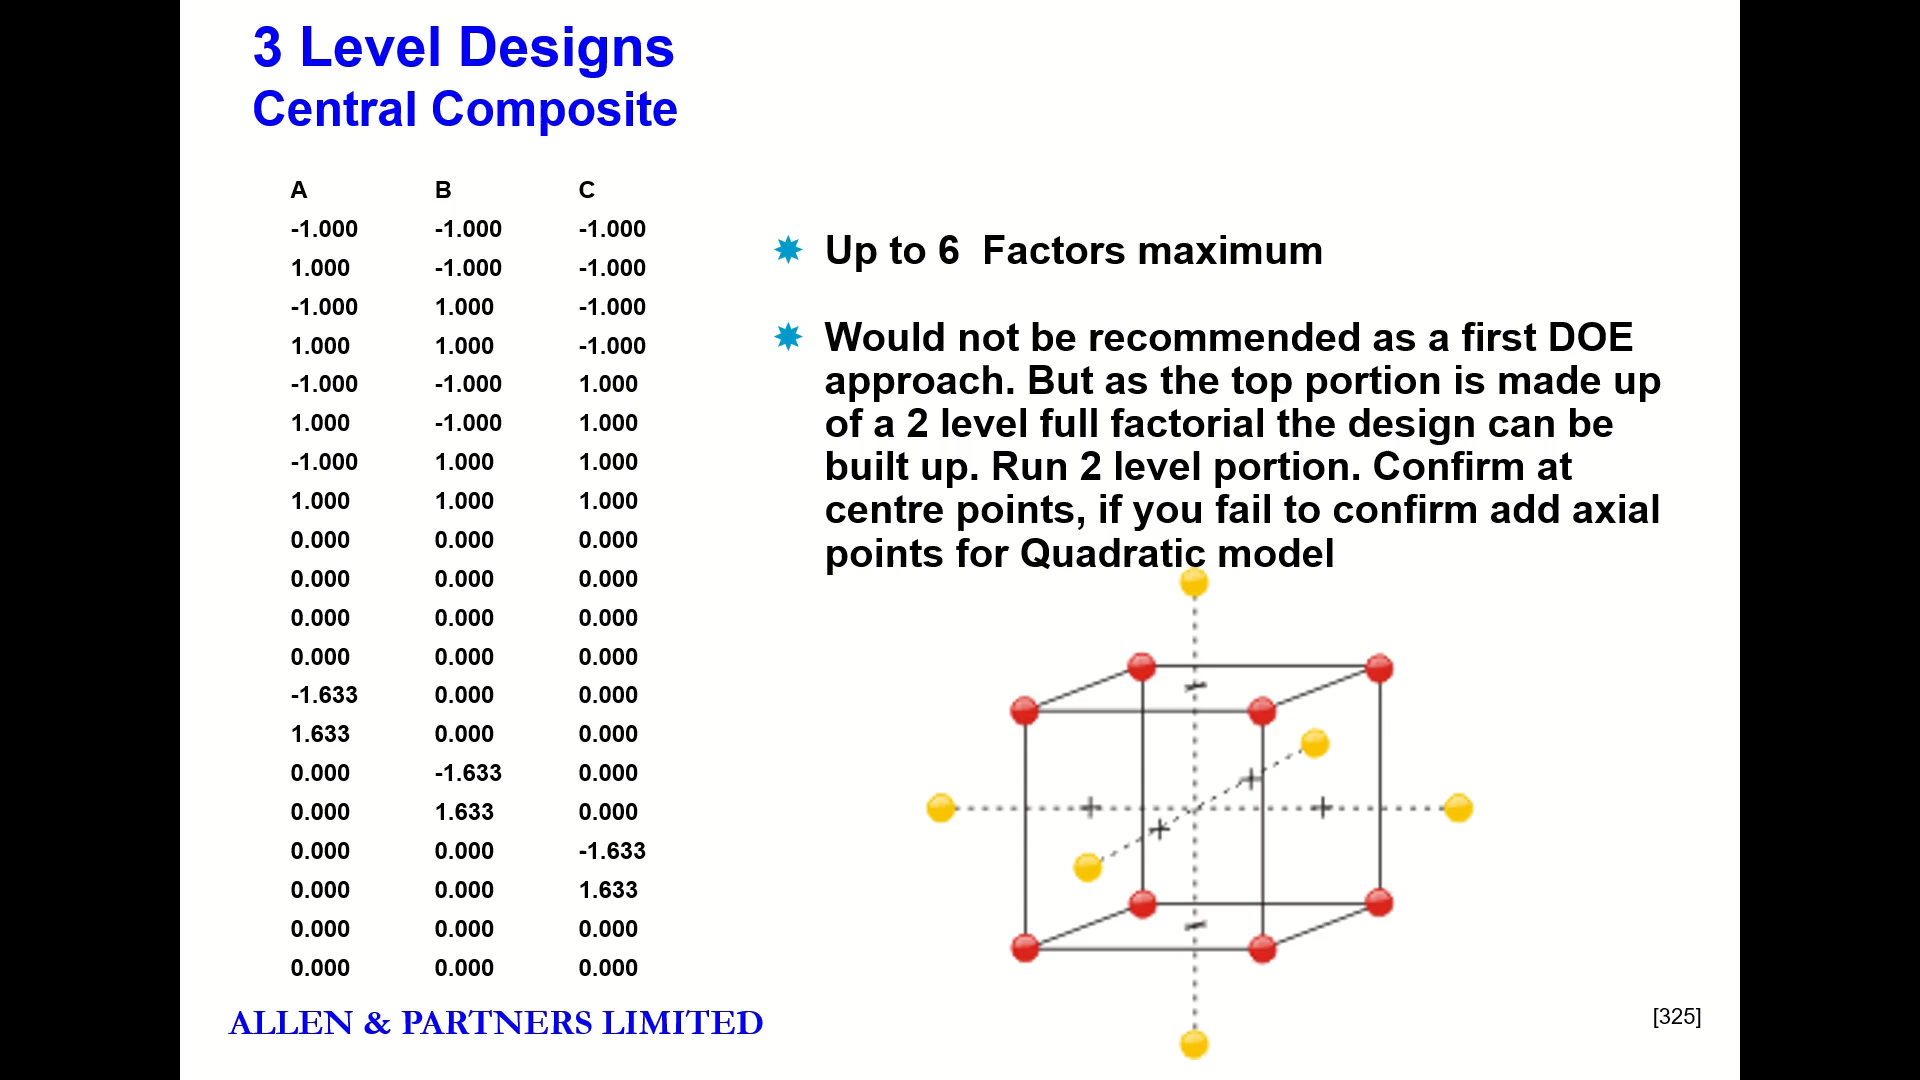 3 Level Designs
Central Composite
A B C
-1.000 -1.000 -1.000
1.000 -1.000 -1.000
-1.000 1.000 -1.000
1.000 1.000 -1.000
-1.000 -1.000 1.000
1.000 -1.000 1.000
-1.000 1.000 1.000
1.000 1.000 1.000
0.000 0.000 0.000
0.000 0.000 0.000
0.000 0.000 0.000
0.000 0.000 0.000
-1.633 0.000 0.000
1.633 0.000 0.000
0.000 -1.633 0.000
0.000 1.633 0.000
0.000 0.000 -1.633
0.000 0.000 1.633
0.000 0.000 0.000
0.000 0.000 0.000
Up to 6 Factors maximum
Would not be recommended as a first DOE
approach. But as the top portion is made up
of a 2 level full factorial the design can be
built up. Run 2 level portion. Confirm at
centre points, if you fail to confirm add axial
points for Quadratic model
ALLEN & PARTNERS LIMITED
[325]